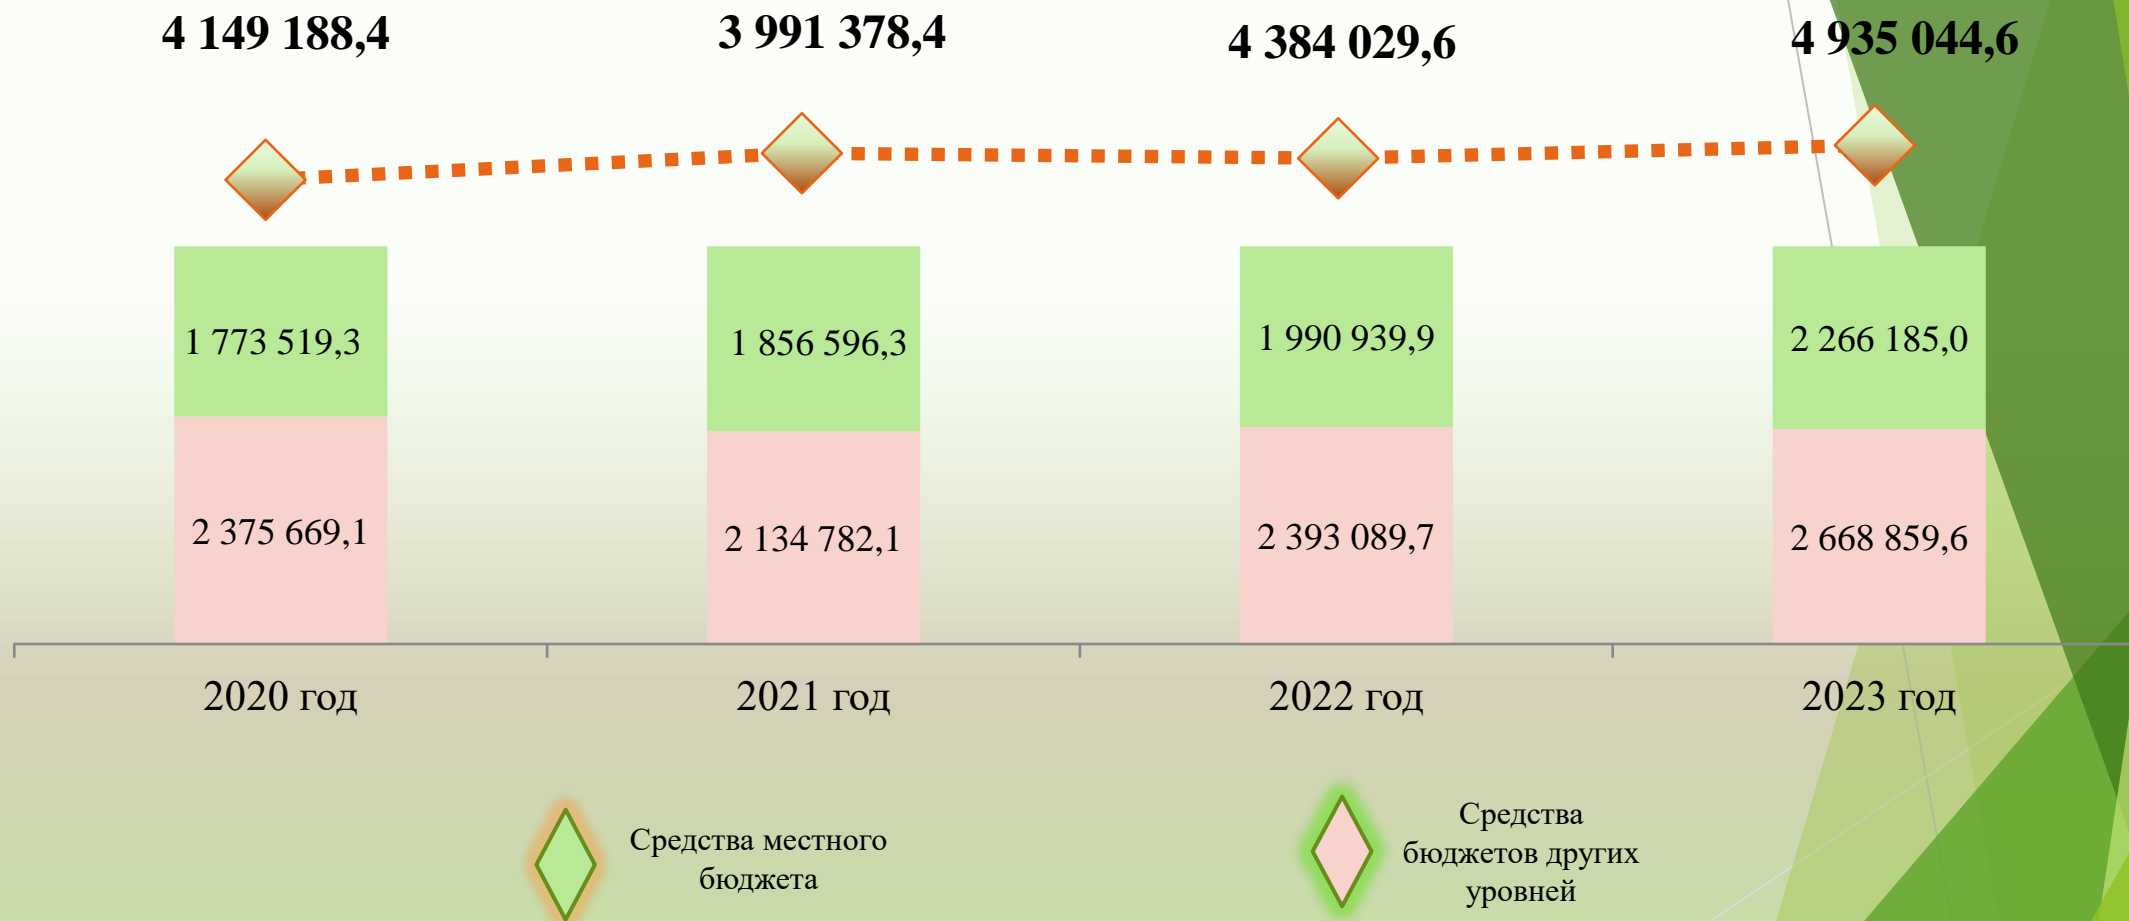 4 149 188,4
3 991 378,4
4 384 029,6
4 935 044,6
1 773 519,3
1 856 596,3
1 990 939,9
2 266 185,0
2 375 669,1
2 134 782,1
2 393 089,7
2 668 859,6
2020 год
2021 год
2022 год
2023 год
Средства местного
бюджета
Средства
бюджетов других
уровней